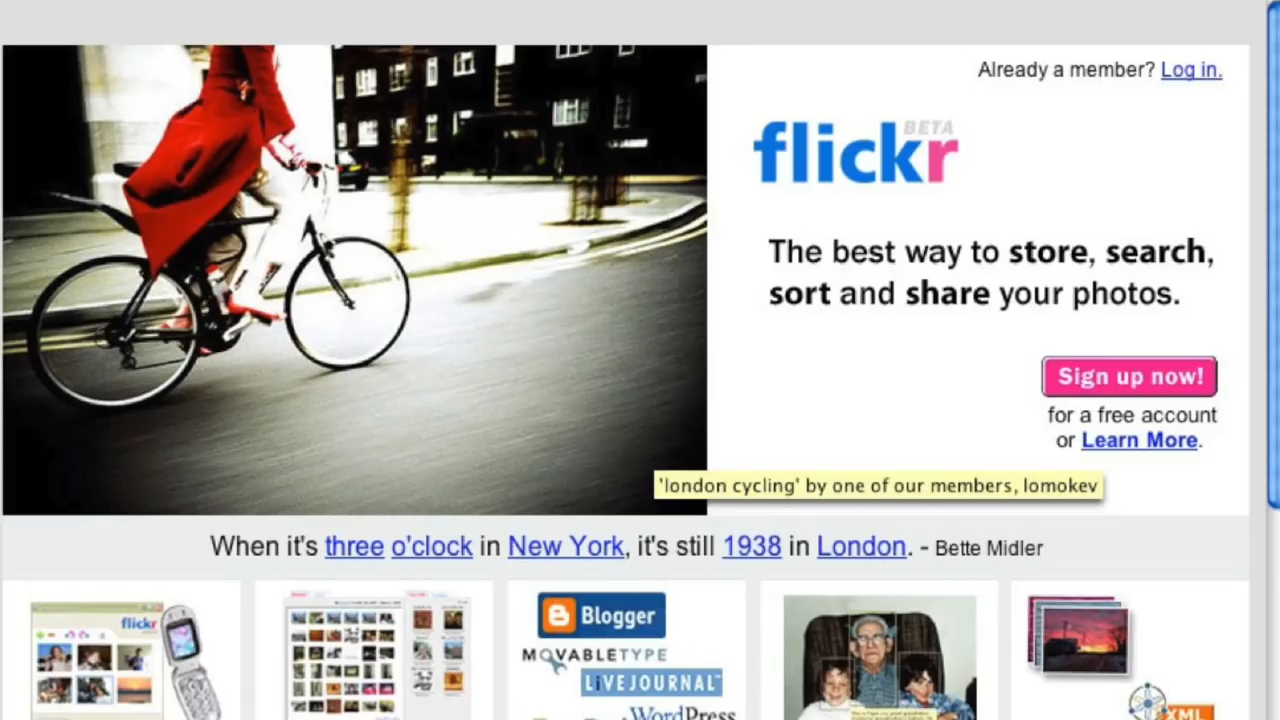 Already a member? Log in.
flickr BETA
The best way to store, search,
sort and share your photos.
Sign up now!
for a free account
or Learn More.
'london cycling' by one of our members, lomokev
When it's three o'clock in New York, it's still 1938 in London. - Bette Midler
flickr
Blogger
MOVABLETYPE
LiVEJOURNAL™
WordPress
XML